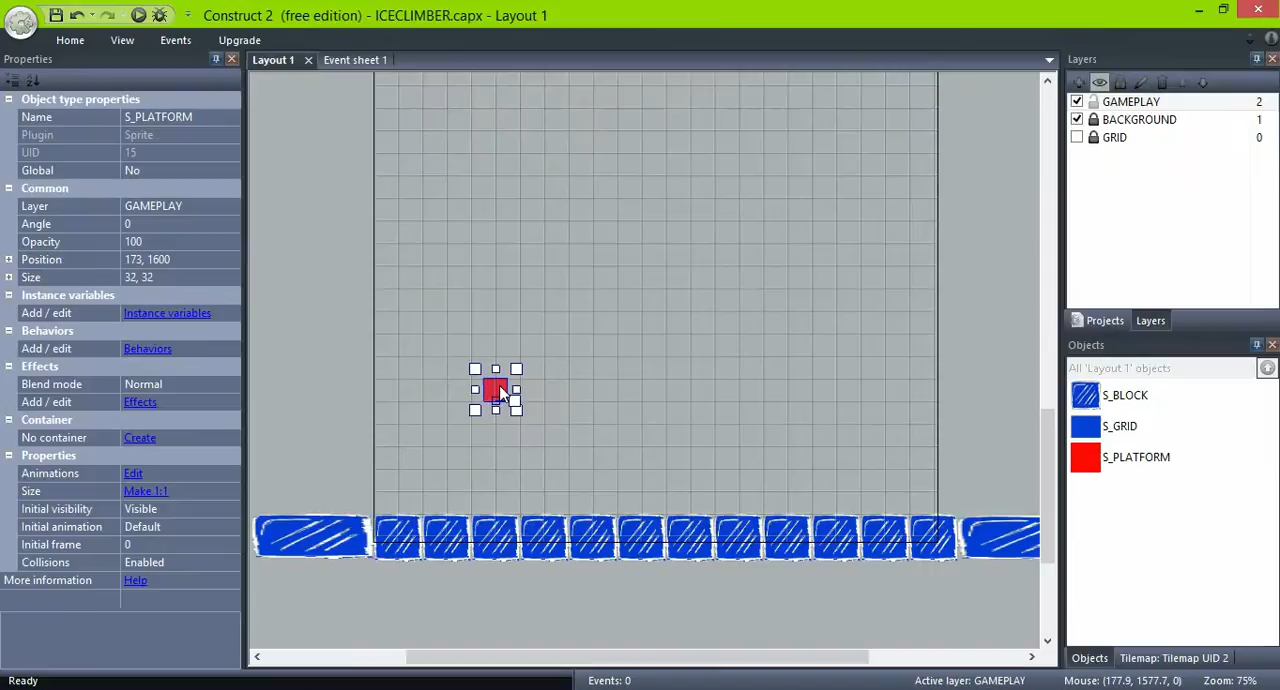 Construct 2 (free edition) - ICECLIMBER.capx - Layout 1
Home View Events Upgrade
Properties
Object type properties
Name S_PLATFORM
Plugin Sprite
UID 15
Global No
Common
Layer GAMEPLAY
Angle 0
Opacity 100
Position 173, 1600
Size 32, 32
Instance variables
Add / edit Instance variables
Behaviors
Add / edit Behaviors
Effects
Blend mode Normal
Add / edit Effects
Container
No container Create
Properties
Animations Edit
Size Make 1:1
Initial visibility Visible
Initial animation Default
Initial frame 0
Collisions Enabled
More information Help
Layout 1 Event sheet 1
Layers
GAMEPLAY 2
BACKGROUND 1
GRID 0
Projects Layers
Objects
All 'Layout 1' objects
S_BLOCK
S_GRID
S_PLATFORM
Objects Tilemap: Tilemap UID 2
Ready Events: 0 Active layer: GAMEPLAY Mouse: (177.9, 1577.7, 0) Zoom: 75%